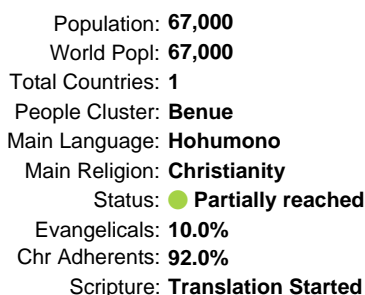 Population: 67,000
World Popl: 67,000
Total Countries: 1
People Cluster: Benue
Main Language: Hohumono
Main Religion: Christianity
Status: Partially reached
Evangelicals: 10.0%
Chr Adherents: 92.0%
Scripture: Translation Started